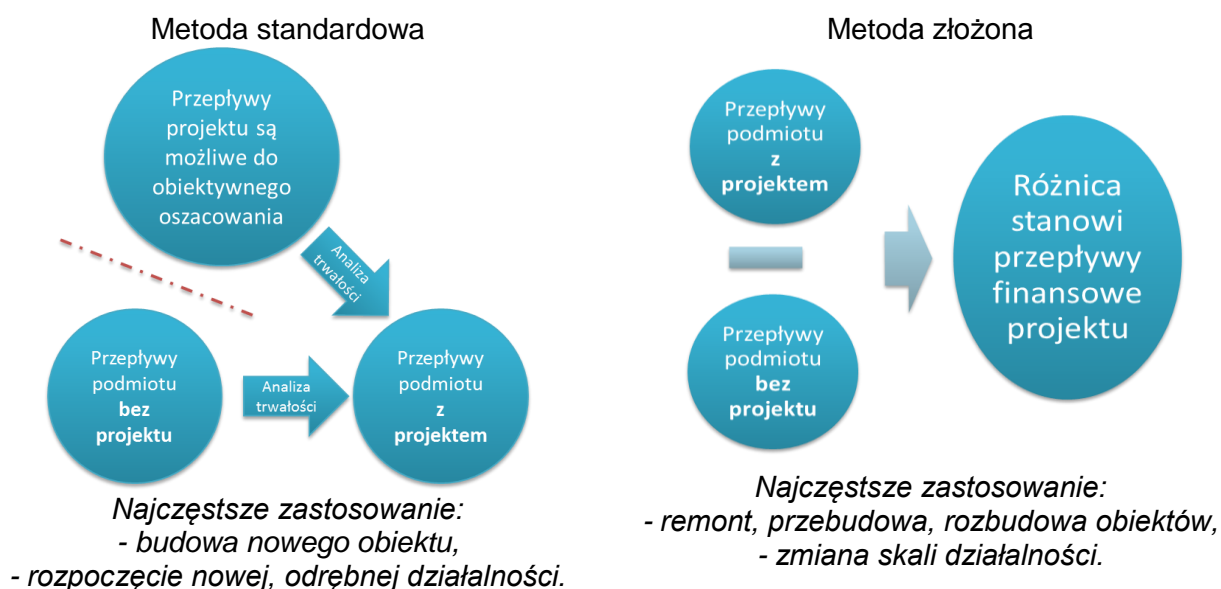 Metoda standardowa
Przepływy
projektu są
możliwe do
obiektywnego
oszacowania
Analiza
trwałości
Przepływy
podmiotu
bez
projektu
Analiza
trwałości
Przepływy
podmiotu
z
projektem
Najczęstsze zastosowanie:
- budowa nowego obiektu,
- rozpoczęcie nowej, odrębnej działalności.
Metoda złożona
Przepływy
podmiotu
z
projektem
Przepływy
podmiotu
bez
projektu
Różnica
stanowi
przepływy
finansowe
projektu
Najczęstsze zastosowanie:
- remont, przebudowa, rozbudowa obiektów,
- zmiana skali działalności.